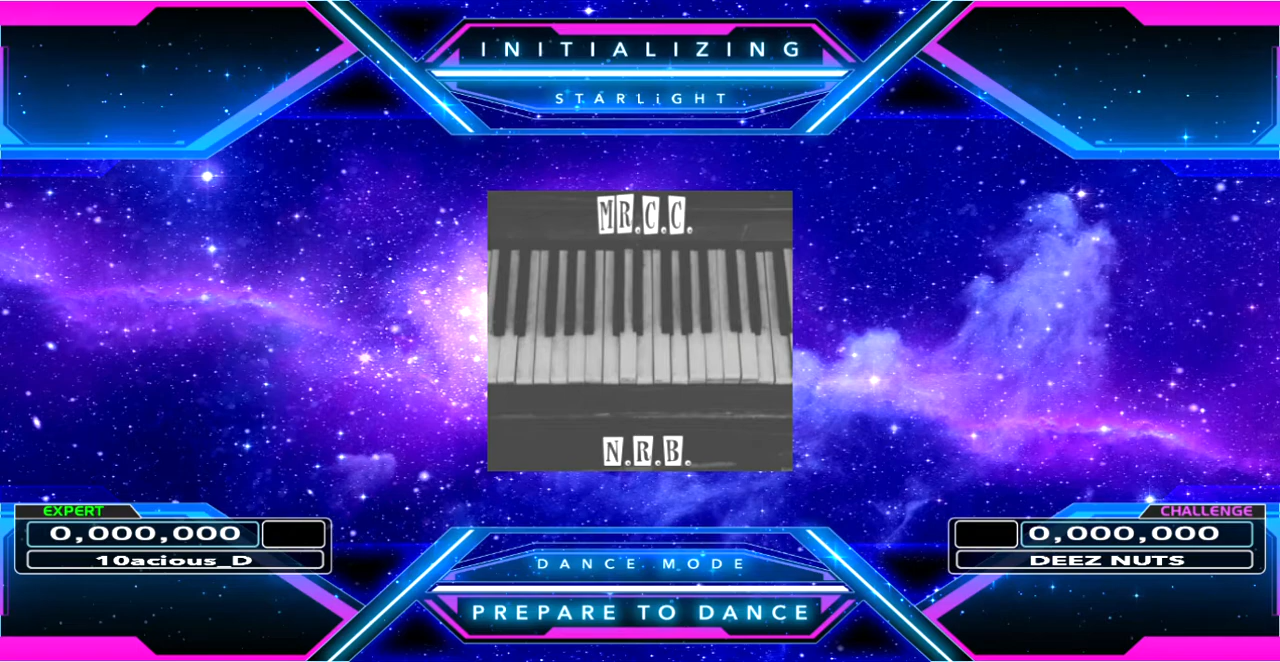 INITIALIZING
STARLiGHT
MR.C.C.
N.R.B.
EXPERT
0,000,000
10acious_D
CHALLENGE
0,000,000
DEEZ NUTS
DANCE MODE
PREPARE TO DANCE